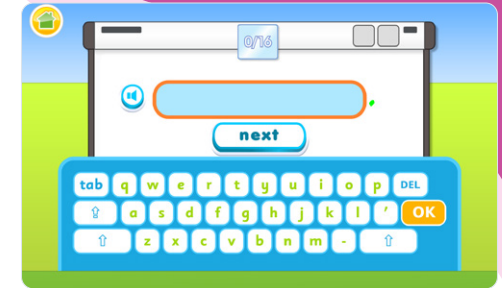 0/16
.
next
tab q w e r t y u i o p DEL
a s d f g h j k l ' OK
z x c v b n m -